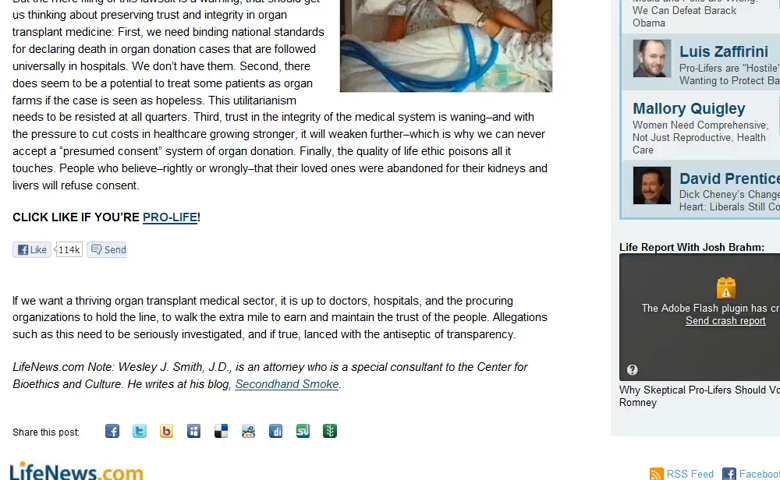 us thinking about preserving trust and integrity in organ
transplant medicine: First, we need binding national standards
for declaring death in organ donation cases that are followed
universally in hospitals. We don't have them. Second, there
does seem to be a potential to treat some patients as organ
farms if the case is seen as hopeless. This utilitarianism
needs to be resisted at all quarters. Third, trust in the integrity of the medical system is waning–and with
the pressure to cut costs in healthcare growing stronger, it will weaken further–which is why we can never
accept a “presumed consent” system of organ donation. Finally, the quality of life ethic poisons all it
touches. People who believe–rightly or wrongly–that their loved ones were abandoned for their kidneys and
livers will refuse consent.
CLICK LIKE IF YOU'RE PRO-LIFE!
Like 114k Send
If we want a thriving organ transplant medical sector, it is up to doctors, hospitals, and the procuring
organizations to hold the line, to walk the extra mile to earn and maintain the trust of the people. Allegations
such as this need to be seriously investigated, and if true, lanced with the antiseptic of transparency.
LifeNews.com Note: Wesley J. Smith, J.D., is an attorney who is a special consultant to the Center for
Bioethics and Culture. He writes at his blog, Secondhand Smoke.
Share this post:
LifeNews.com
We Can Defeat Barack
Obama
Luis Zaffirini
Pro-Lifers are "Hostile"
Wanting to Protect Ba
Mallory Quigley
Women Need Comprehensive,
Not Just Reproductive, Health
Care
David Prentice
Dick Cheney's Change
Heart: Liberals Still Co
Life Report With Josh Brahm:
The Adobe Flash plugin has cr
Send crash report
Why Skeptical Pro-Lifers Should Vo
Romney
RSS Feed Faceboo